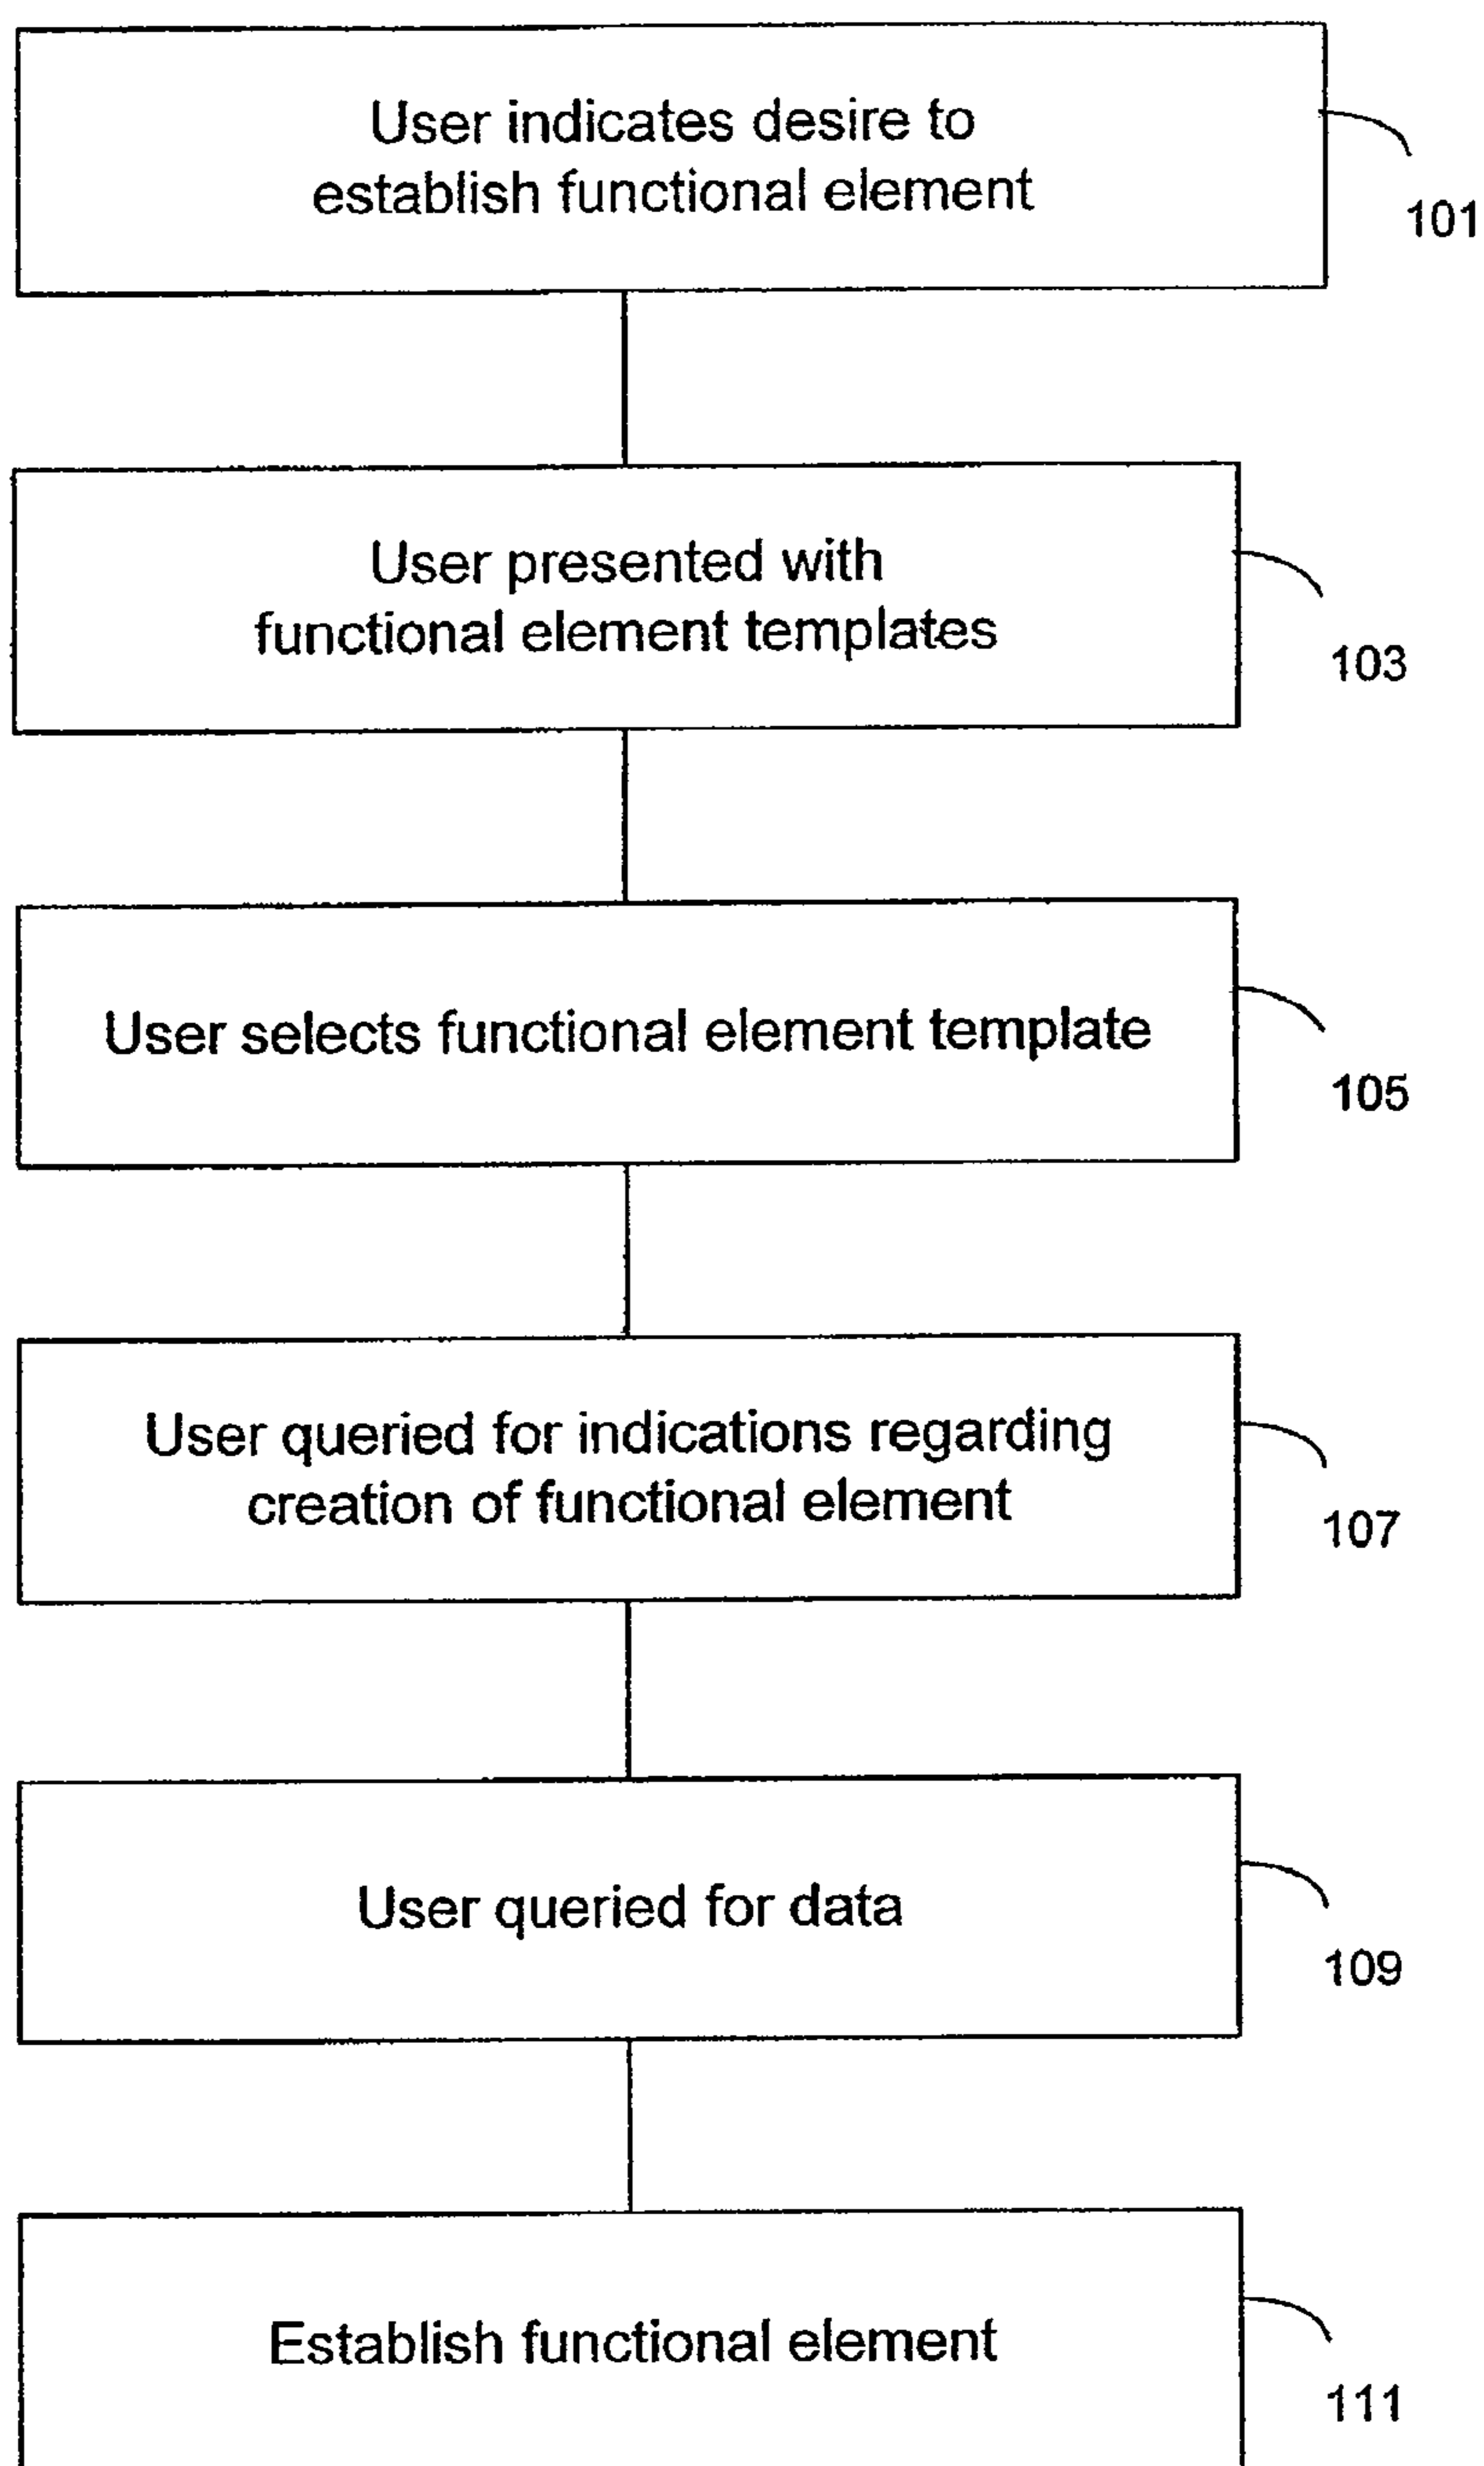 User indicates desire to
establish functional element
101
User presented with
functional element templates
103
User selects functional element template
105
User queried for indications regarding
creation of functional element
107
User queried for data
109
Establish functional element
111